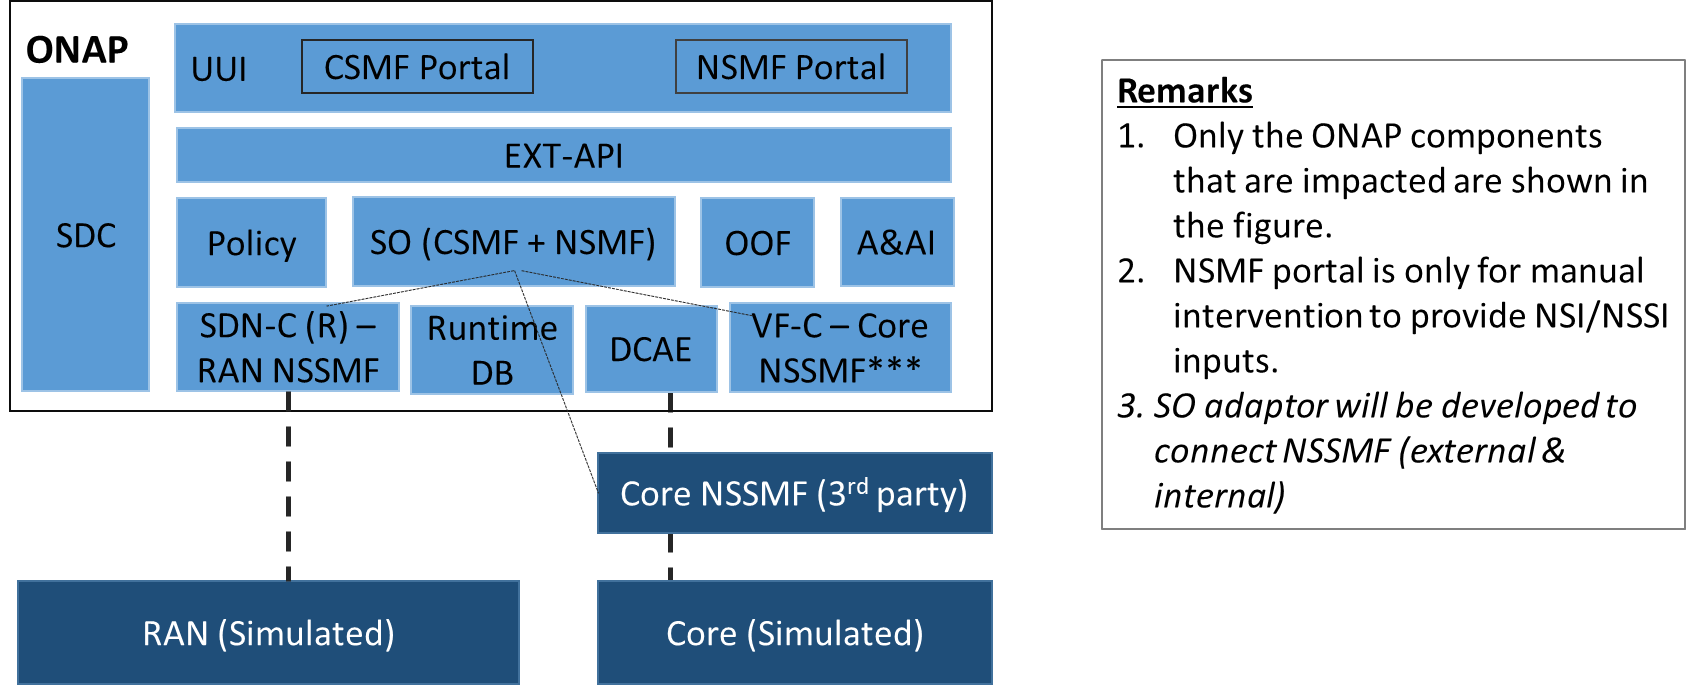 ONAP
UUI
CSMF Portal
NSMF Portal
SDC
EXT-API
Policy
SO (CSMF + NSMF)
OOF
A&AI
SDN-C (R) –
RAN NSSMF
Runtime
DB
DCAE
VF-C – Core
NSSMF***
Core NSSMF (3rd party)
RAN (Simulated)
Core (Simulated)
Remarks
1. Only the ONAP components
that are impacted are shown in
the figure.
2. NSMF portal is only for manual
intervention to provide NSI/NSSI
inputs.
3. SO adaptor will be developed to
connect NSSMF (external &
internal)